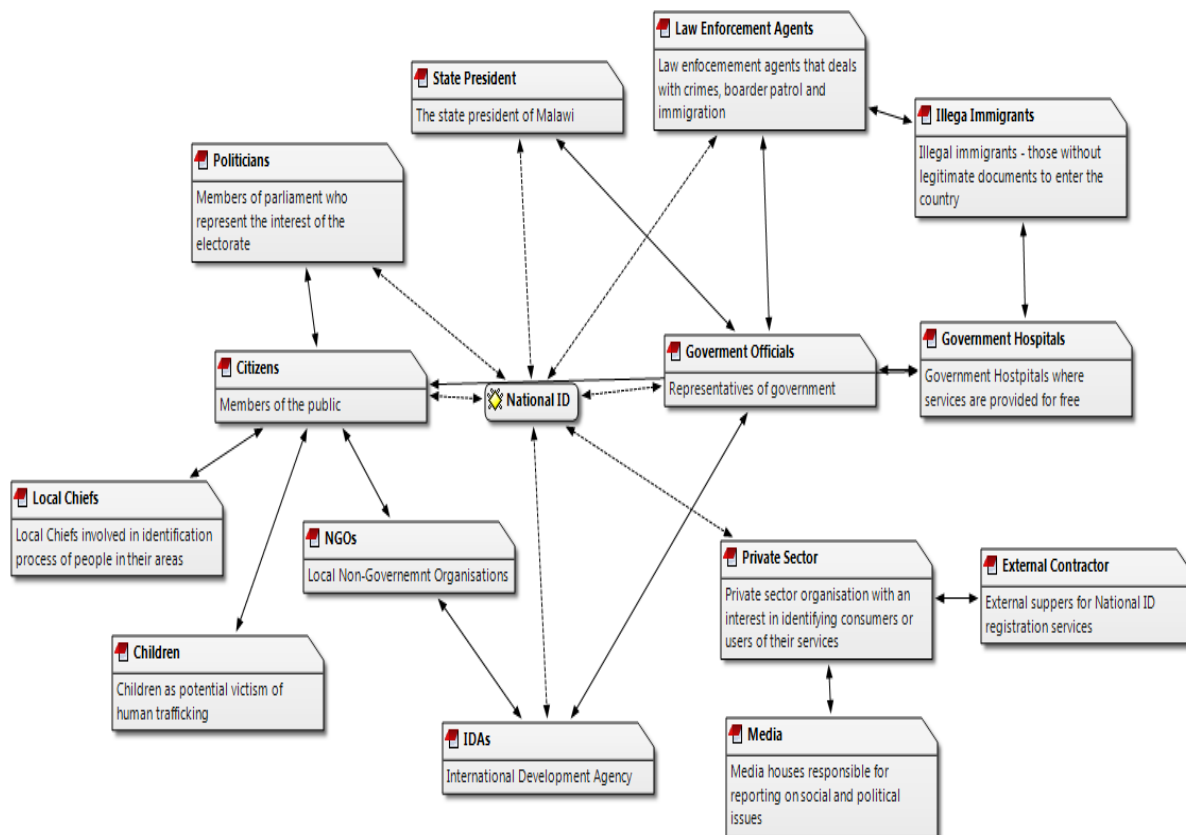 Law Enforcement Agents
Law enfocemement agents that deals
with crimes, boarder patrol and
immigration
State President
The state president of Malawi
Illega Immigrants
Illegal immigrants - those without
legitimate documents to enter the
country
Politicians
Members of parliament who
represent the interest of the
electorate
Government Hospitals
Government Hostpitals where
services are provided for free
Goverment Officials
Representatives of government
Citizens
Members of the public
National ID
Local Chiefs
Local Chiefs involved in identification
process of people in their areas
NGOs
Local Non-Governemnt Organisations
Private Sector
Private sector organisation with an
interest in identifying consumers or
users of their services
External Contractor
External suppers for National ID
registration services
Children
Children as potential victism of
human trafficking
IDAs
International Development Agency
Media
Media houses responsible for
reporting on social and political
issues